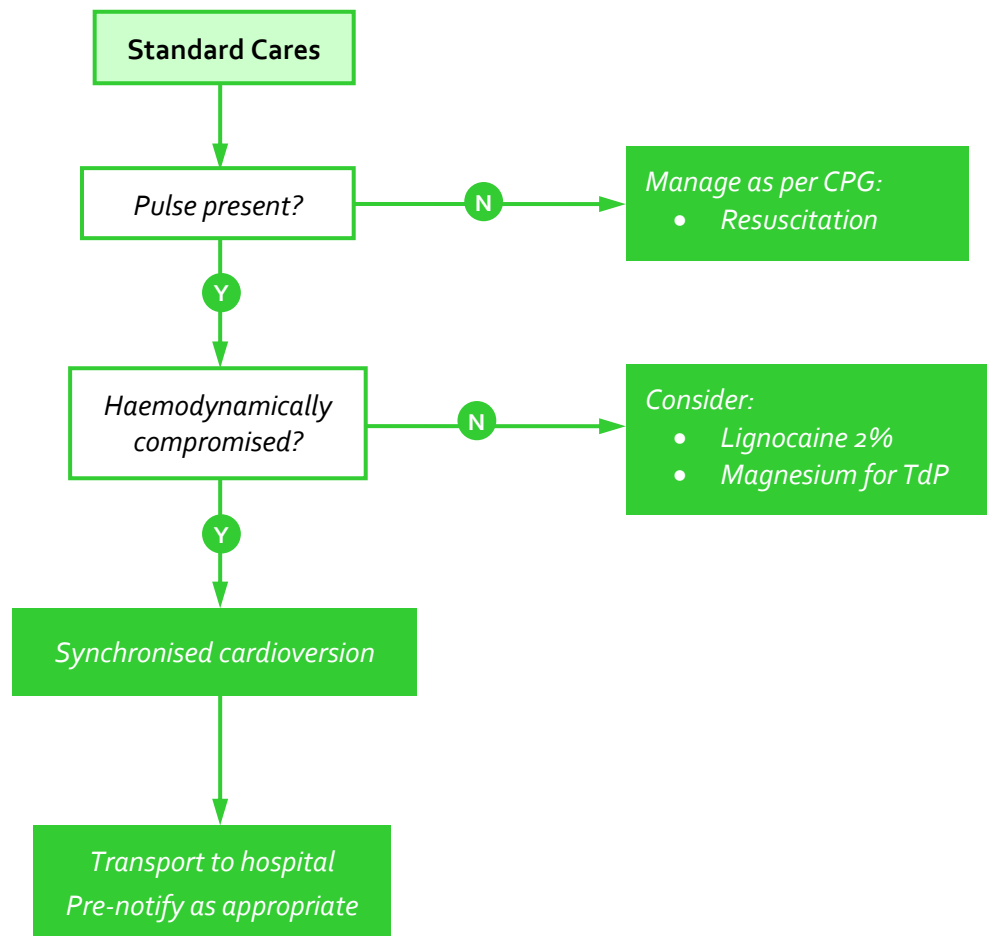 Standard Cares
Pulse present?
N
Manage as per CPG:
• Resuscitation
Y
Haemodynamically
compromised?
N
Consider:
• Lignocaine 2%
• Magnesium for TdP
Y
Synchronised cardioversion
Transport to hospital
Pre-notify as appropriate